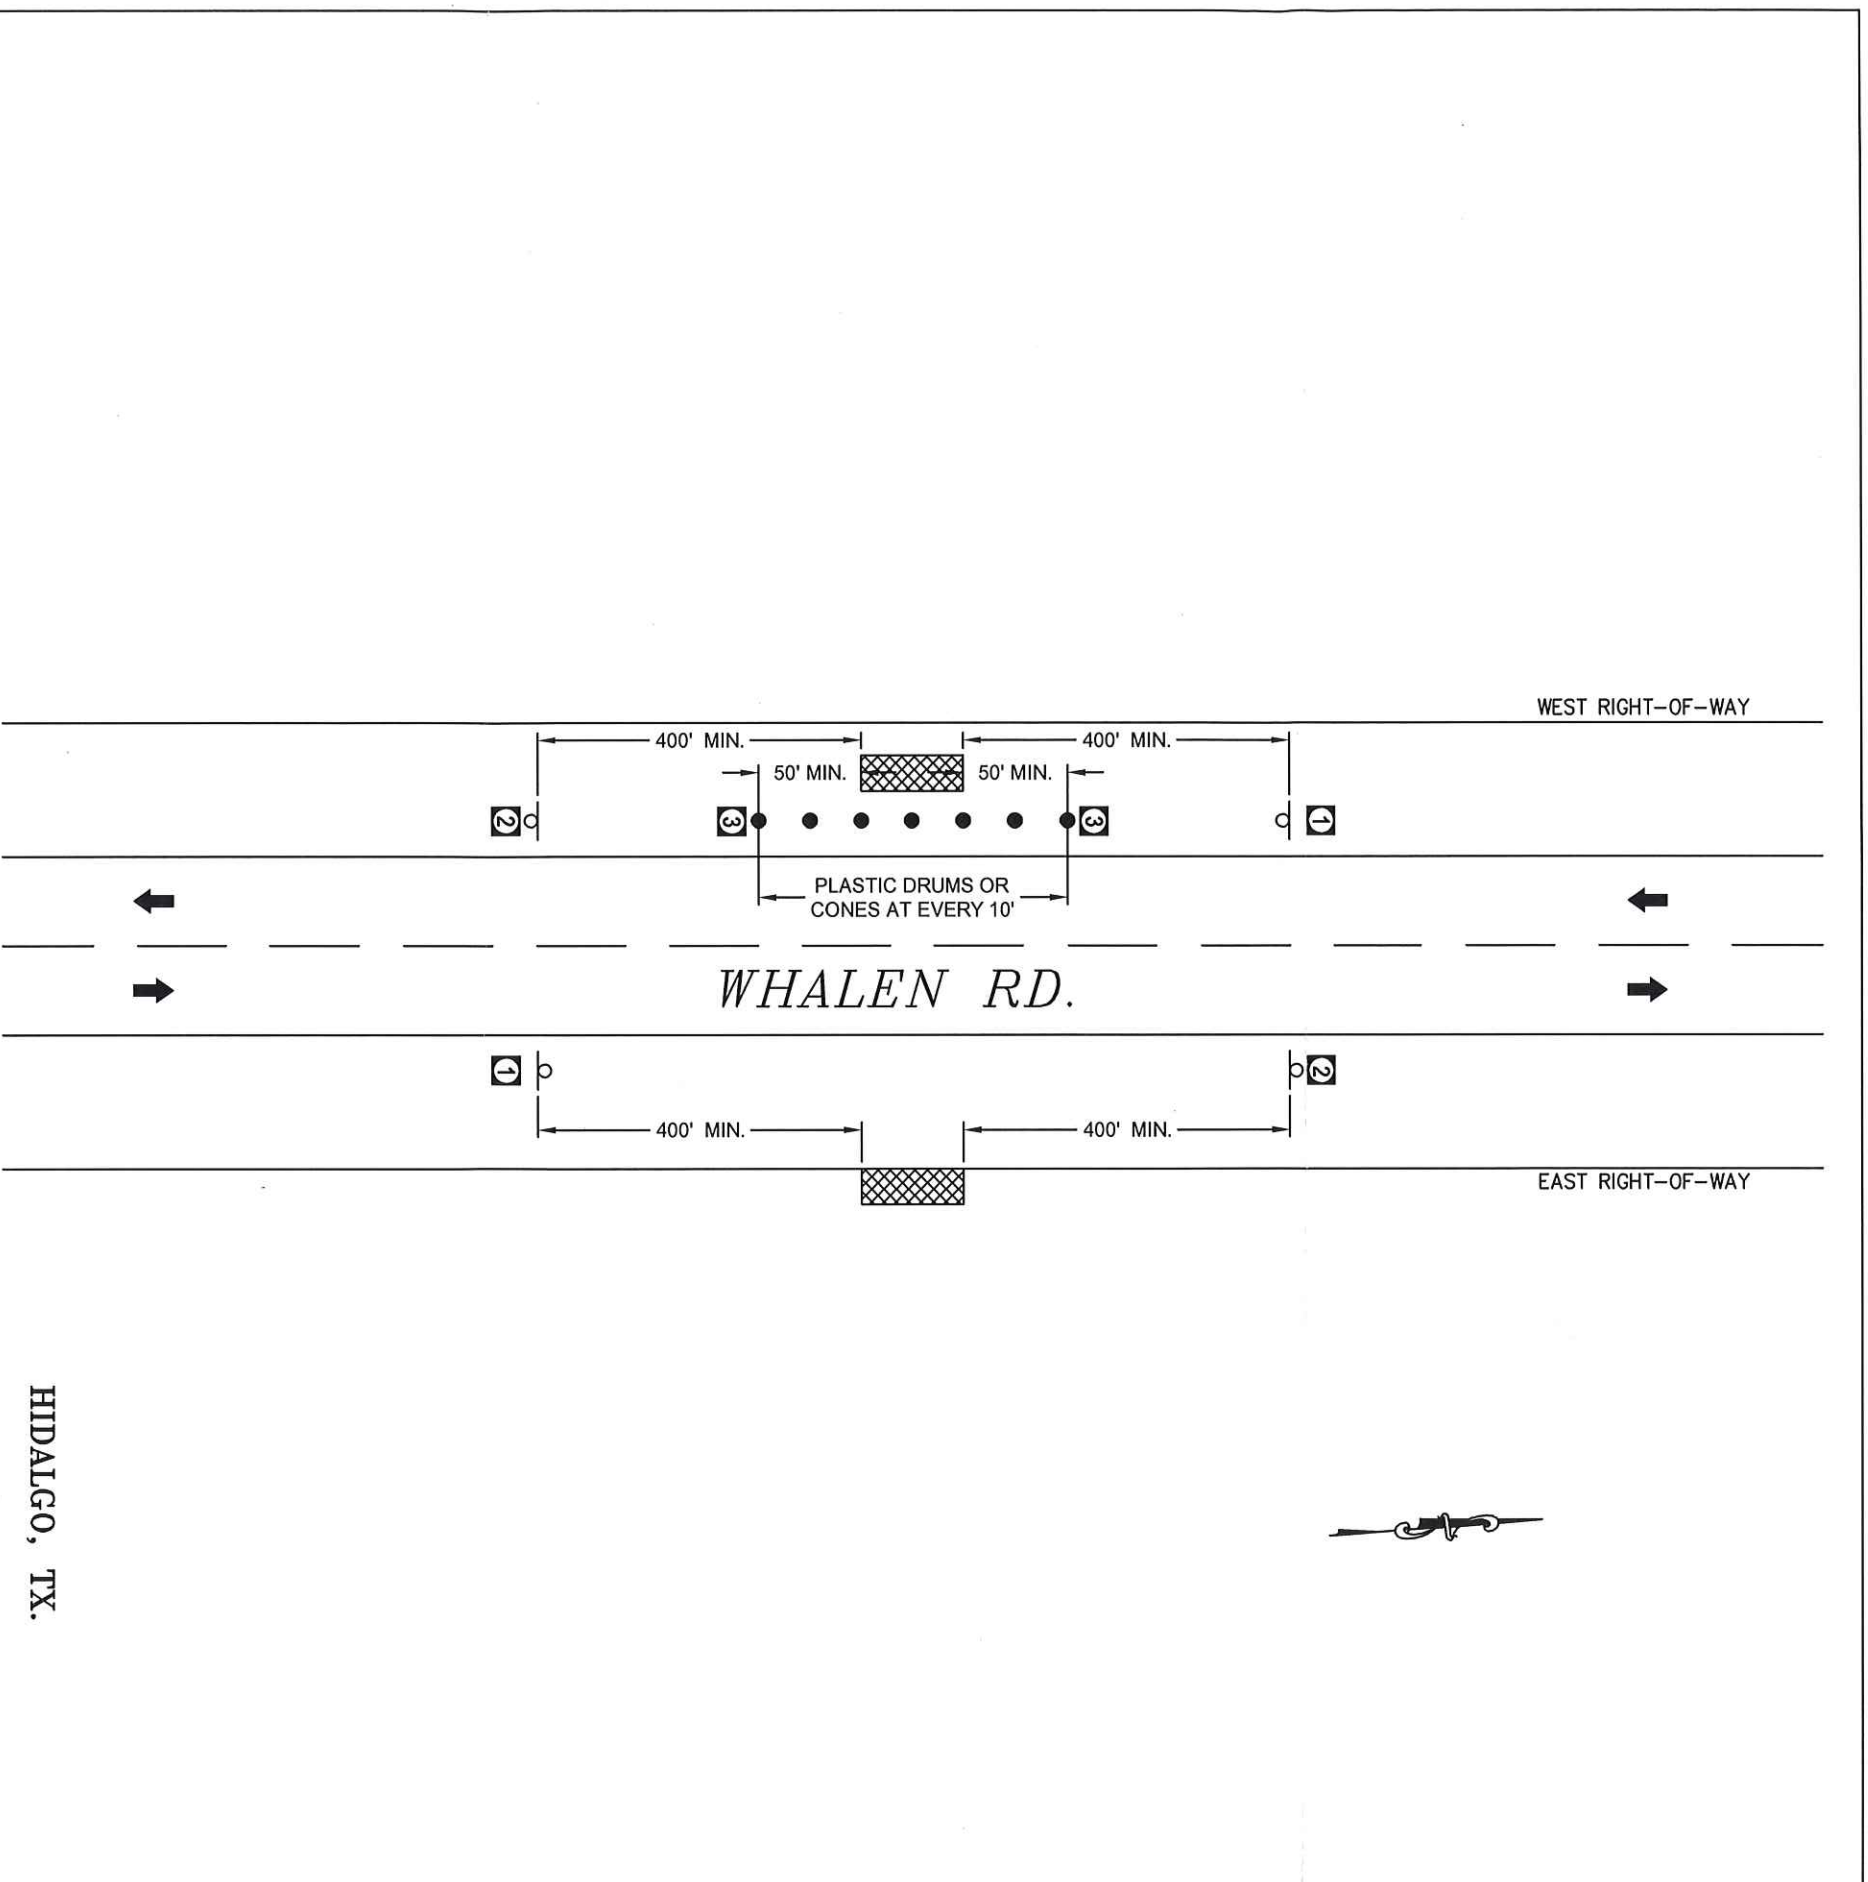 WEST RIGHT-OF-WAY
400' MIN.
400' MIN.
50' MIN.
50' MIN.
2
3
3
1
PLASTIC DRUMS OR
CONES AT EVERY 10'
WHALEN RD.
1
2
400' MIN.
400' MIN.
EAST RIGHT-OF-WAY
HIDALGO, TX.